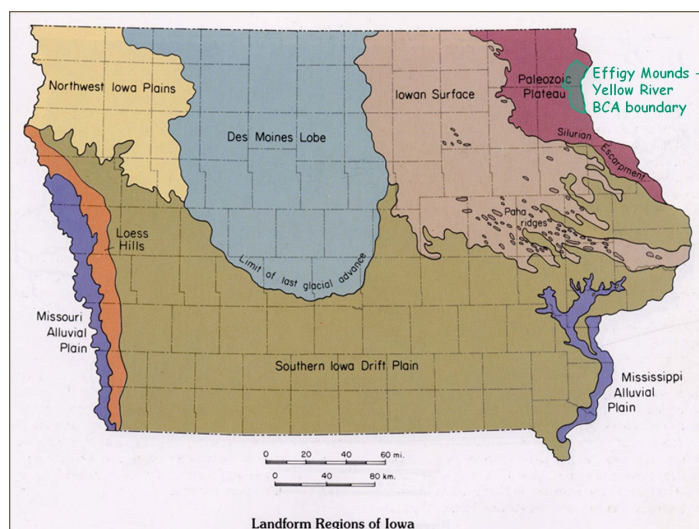 Northwest Iowa Plains
Des Moines Lobe
Iowan Surface
Paleozoic
Plateau
Effigy Mounds -
Yellow River
BCA boundary
Silurian
Escarpment
Paha
ridges
Loess
Hills
Limit of last glacial advance
Missouri
Alluvial
Plain
Southern Iowa Drift Plain
Mississippi
Alluvial
Plain
0 20 40 60 mi.
0 40 80 km.
Landform Regions of Iowa